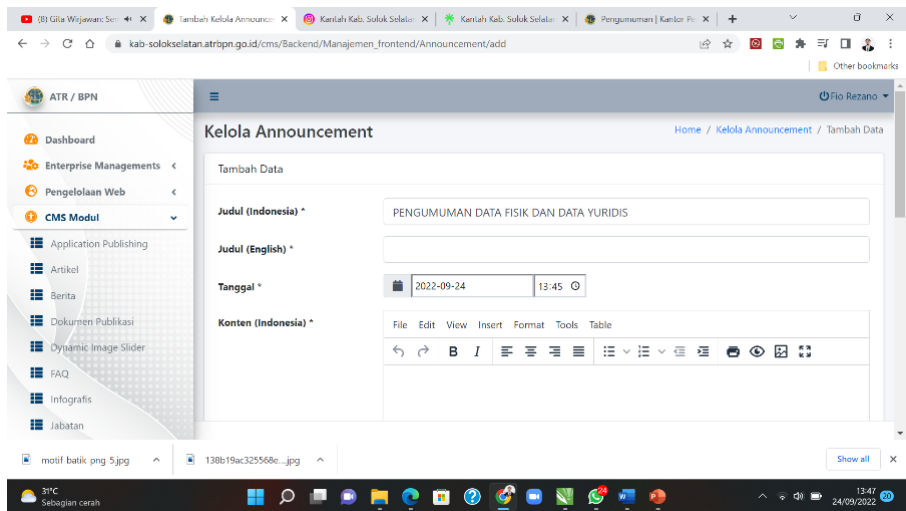 (8) Gita Wirjawan: Ser
Tambah Kelola Announcem
Kantah Kab. Solok Selatan
Kantah Kab. Solok Selatan
Pengumuman | Kantor Pe
kab-solokselatan.atrbpn.go.id/cms/Backend/Manajemen_frontend/Announcement/add
Other bookmarks
ATR / BPN
Fio Rezano
Kelola Announcement
Home / Kelola Announcement / Tambah Data
Dashboard
Enterprise Managements
Pengelolaan Web
CMS Modul
Application Publishing
Artikel
Berita
Dokumen Publikasi
Dynamic Image Slider
FAQ
Infografis
Jabatan
Tambah Data
Judul (Indonesia) *
PENGUMUMAN DATA FISIK DAN DATA YURIDIS
Judul (English) *
Tanggal *
2022-09-24 13:45
Konten (Indonesia) *
File Edit View Insert Format Tools Table
B I
motif batik png 5.jpg
138b19ac325568e....jpg
Show all
31°C
Sebagian cerah
13:47
24/09/2022
20